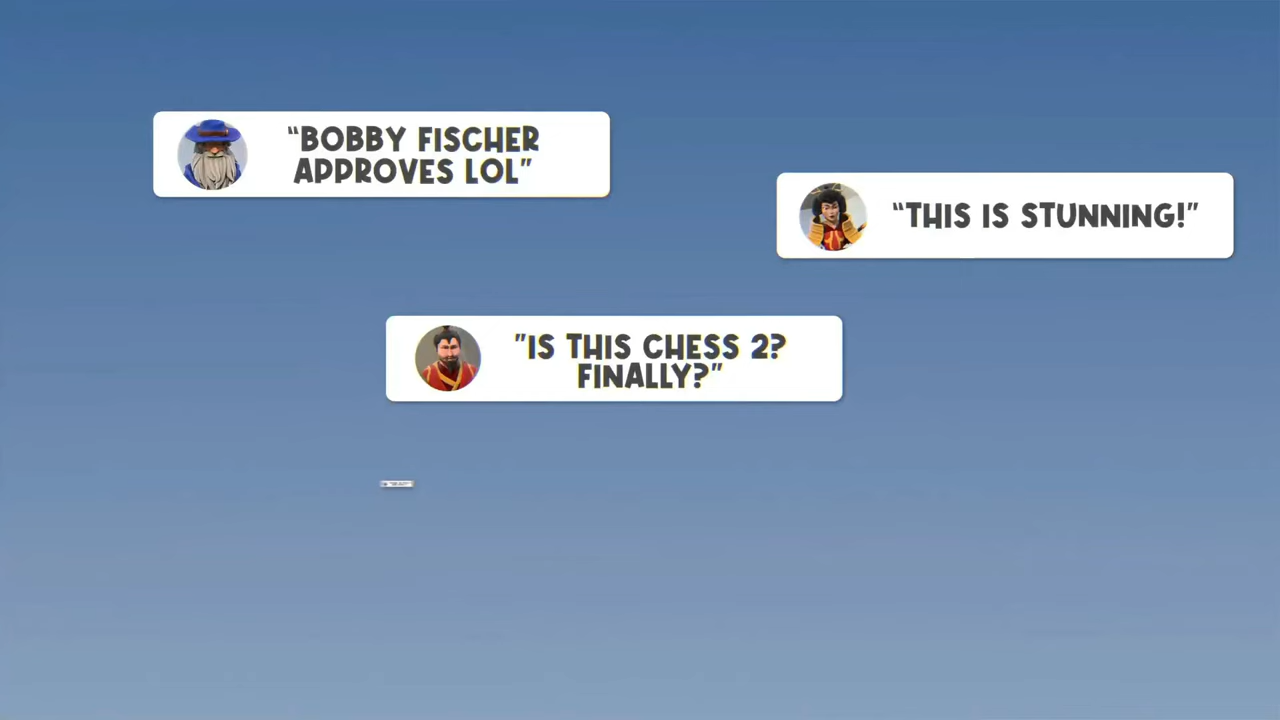 “BOBBY FISCHER
APPROVES LOL”
“THIS IS STUNNING!”
"IS THIS CHESS 2?
FINALLY?”